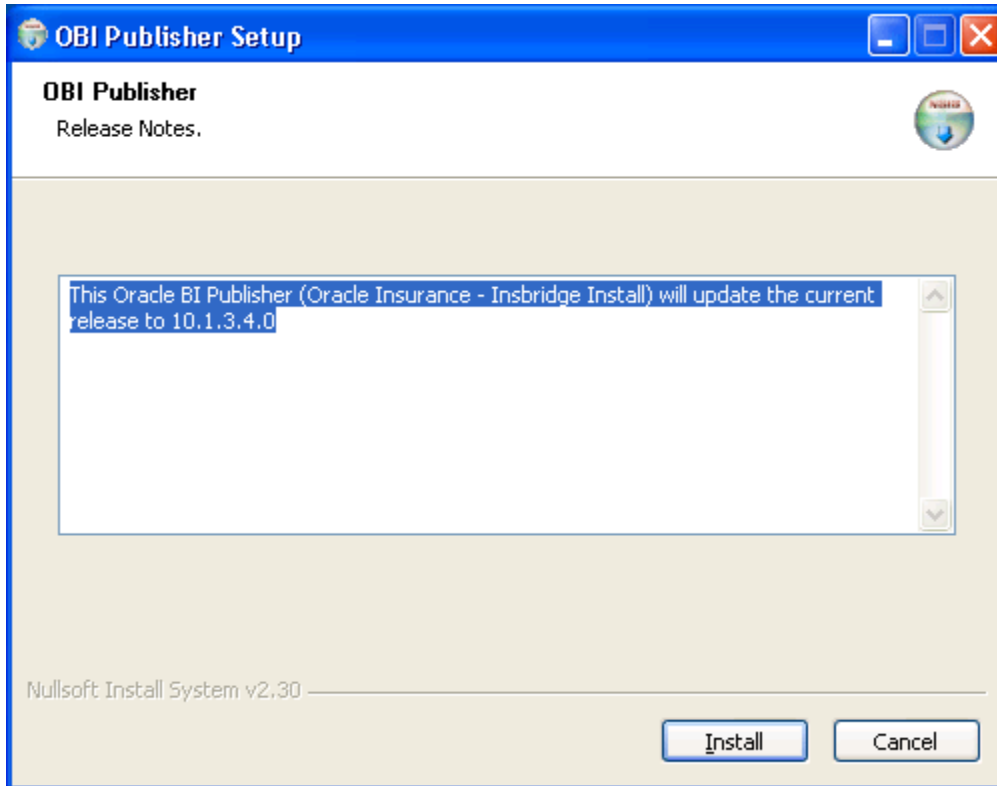 OBI Publisher Setup
OBI Publisher
Release Notes.
This Oracle BI Publisher (Oracle Insurance - Insbridge Install) will update the current
release to 10.1.3.4.0
Nullsoft Install System v2.30
Install
Cancel